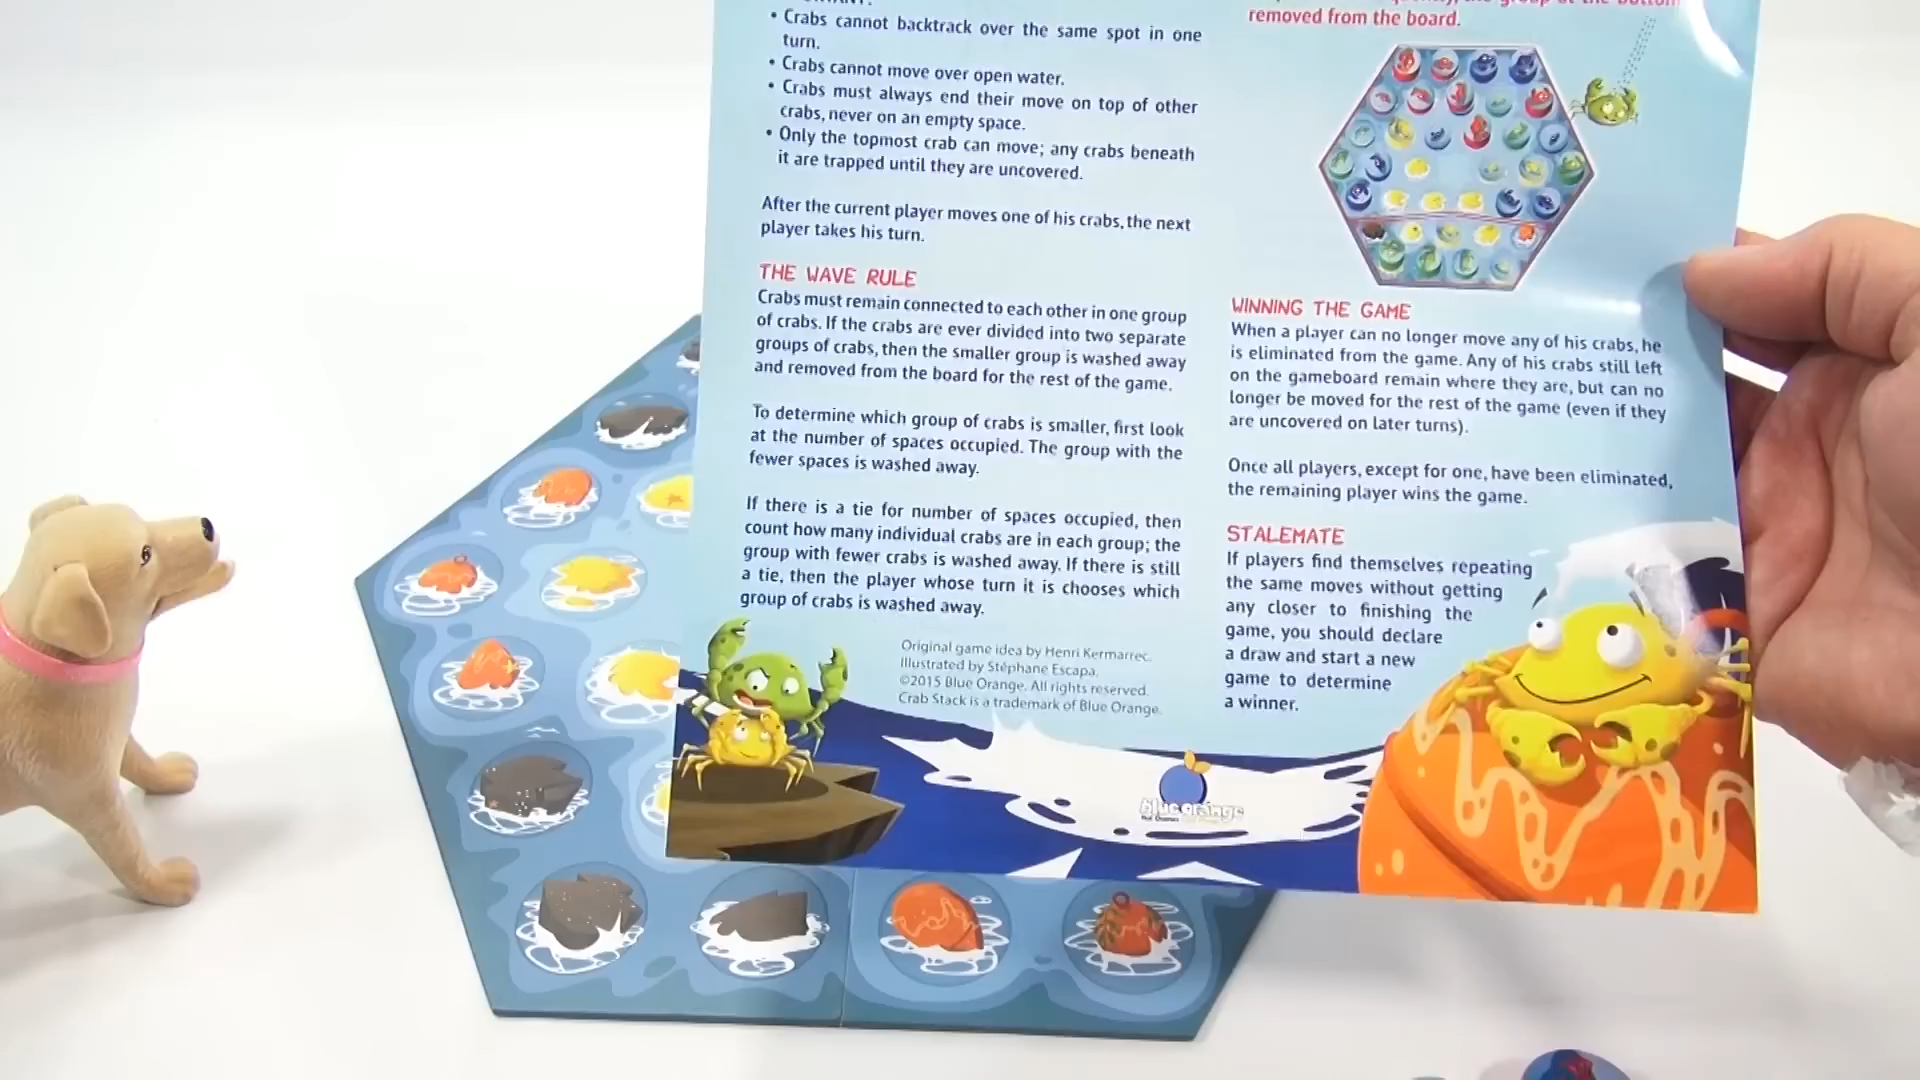 • Crabs cannot backtrack over the same spot in one
turn.
• Crabs cannot move over open water.
• Crabs must always end their move on top of other
crabs, never on an empty space.
• Only the topmost crab can move; any crabs beneath
it are trapped until they are uncovered.
After the current player moves one of his crabs, the next
player takes his turn.
THE WAVE RULE
Crabs must remain connected to each other in one group
of crabs. If the crabs are ever divided into two separate
groups of crabs, then the smaller group is washed away
and removed from the board for the rest of the game.
To determine which group of crabs is smaller, first look
at the number of spaces occupied. The group with the
fewer spaces is washed away.
If there is a tie for number of spaces occupied, then
count how many individual crabs are in each group; the
group with fewer crabs is washed away. If there is still
a tie, then the player whose turn it is chooses which
group of crabs is washed away.
Original game idea by Henri Kermarrec.
Illustrated by Stéphane Escapa.
©2015 Blue Orange. All rights reserved.
Crab Stack is a trademark of Blue Orange.
the group at the bottom
removed from the board.
WINNING THE GAME
When a player can no longer move any of his crabs, he
is eliminated from the game. Any of his crabs still left
on the gameboard remain where they are, but can no
longer be moved for the rest of the game (even if they
are uncovered on later turns).
Once all players, except for one, have been eliminated,
the remaining player wins the game.
STALEMATE
If players find themselves repeating
the same moves without getting
any closer to finishing the
game, you should declare
a draw and start a new
game to determine
a winner.
blue orange